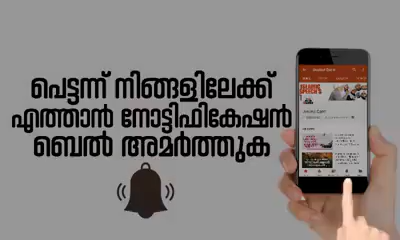 പെട്ടന്ന് നിങ്ങളിലേക്ക്
എത്താൻ നോട്ടിഫികേഷൻ
ബെൽ അമർത്തുക